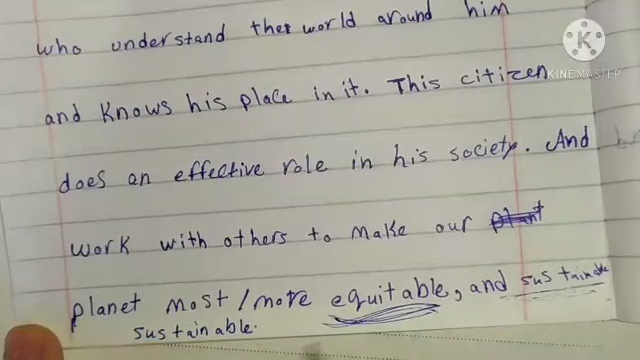 KINEMASTER
who understand the world around him
and knows his place in it. This citizen
does an effective role in his society. And
work with others to make our
planet most/more equitable, and sustainable
sustainable.